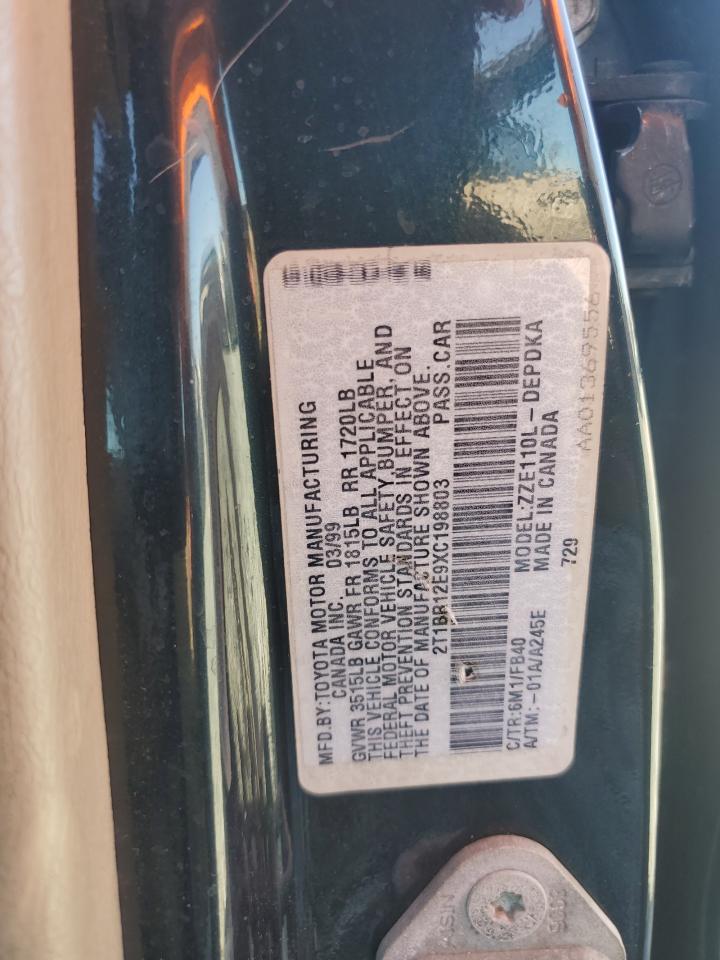 MFD.BY:TOYOTA MOTOR MANUFACTURING
CANADA INC. 03/99
GVWR 3515LB GAWR FR 1815LB RR 1720LB
THIS VEHICLE CONFORMS TO ALL APPLICABLE
FEDERAL MOTOR VEHICLE SAFETY BUMPER, AND
THEFT PREVENTION STANDARDS IN EFFECT ON
THE DATE OF MANUFACTURE SHOWN ABOVE.
2T1BR12E9XC198803 PASS.CAR
C/TR:6M1/FB40 MODEL:ZZE110L-DEPDKA
A/TM:-01A/A245E MADE IN CANADA
729
AA01369556